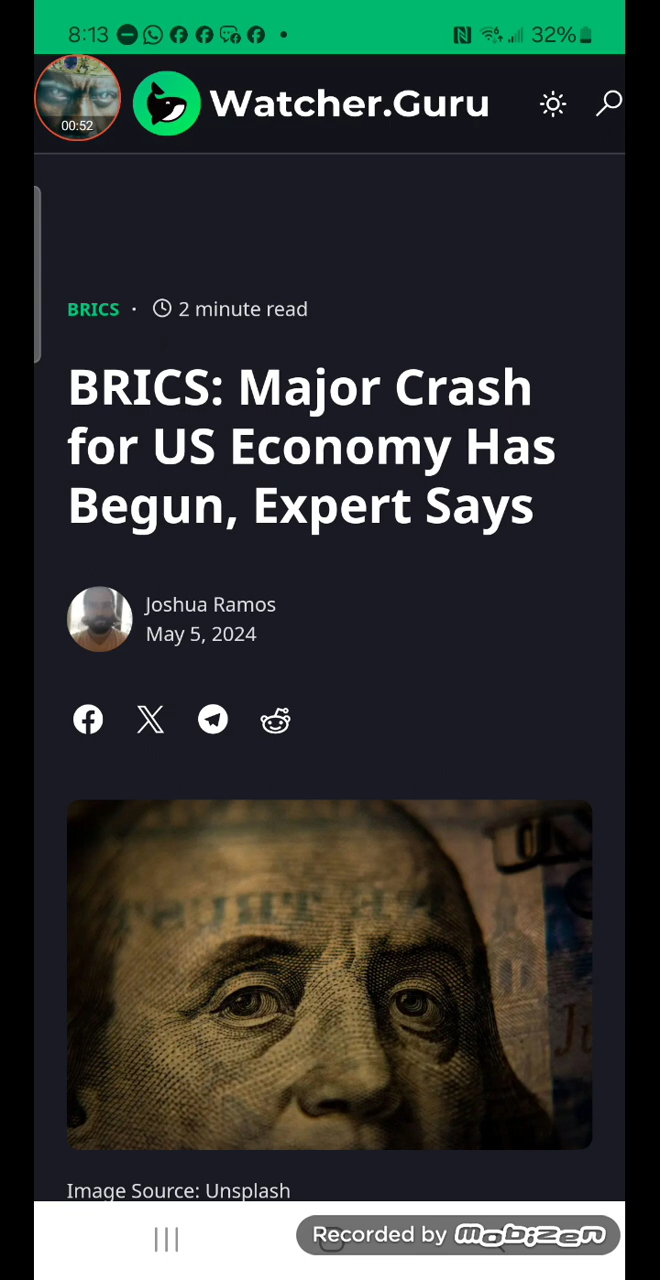 8:13
32%
00:52
Watcher.Guru
BRICS · 2 minute read
BRICS: Major Crash
for US Economy Has
Begun, Expert Says
Joshua Ramos
May 5, 2024
Image Source: Unsplash
Recorded by mobizen